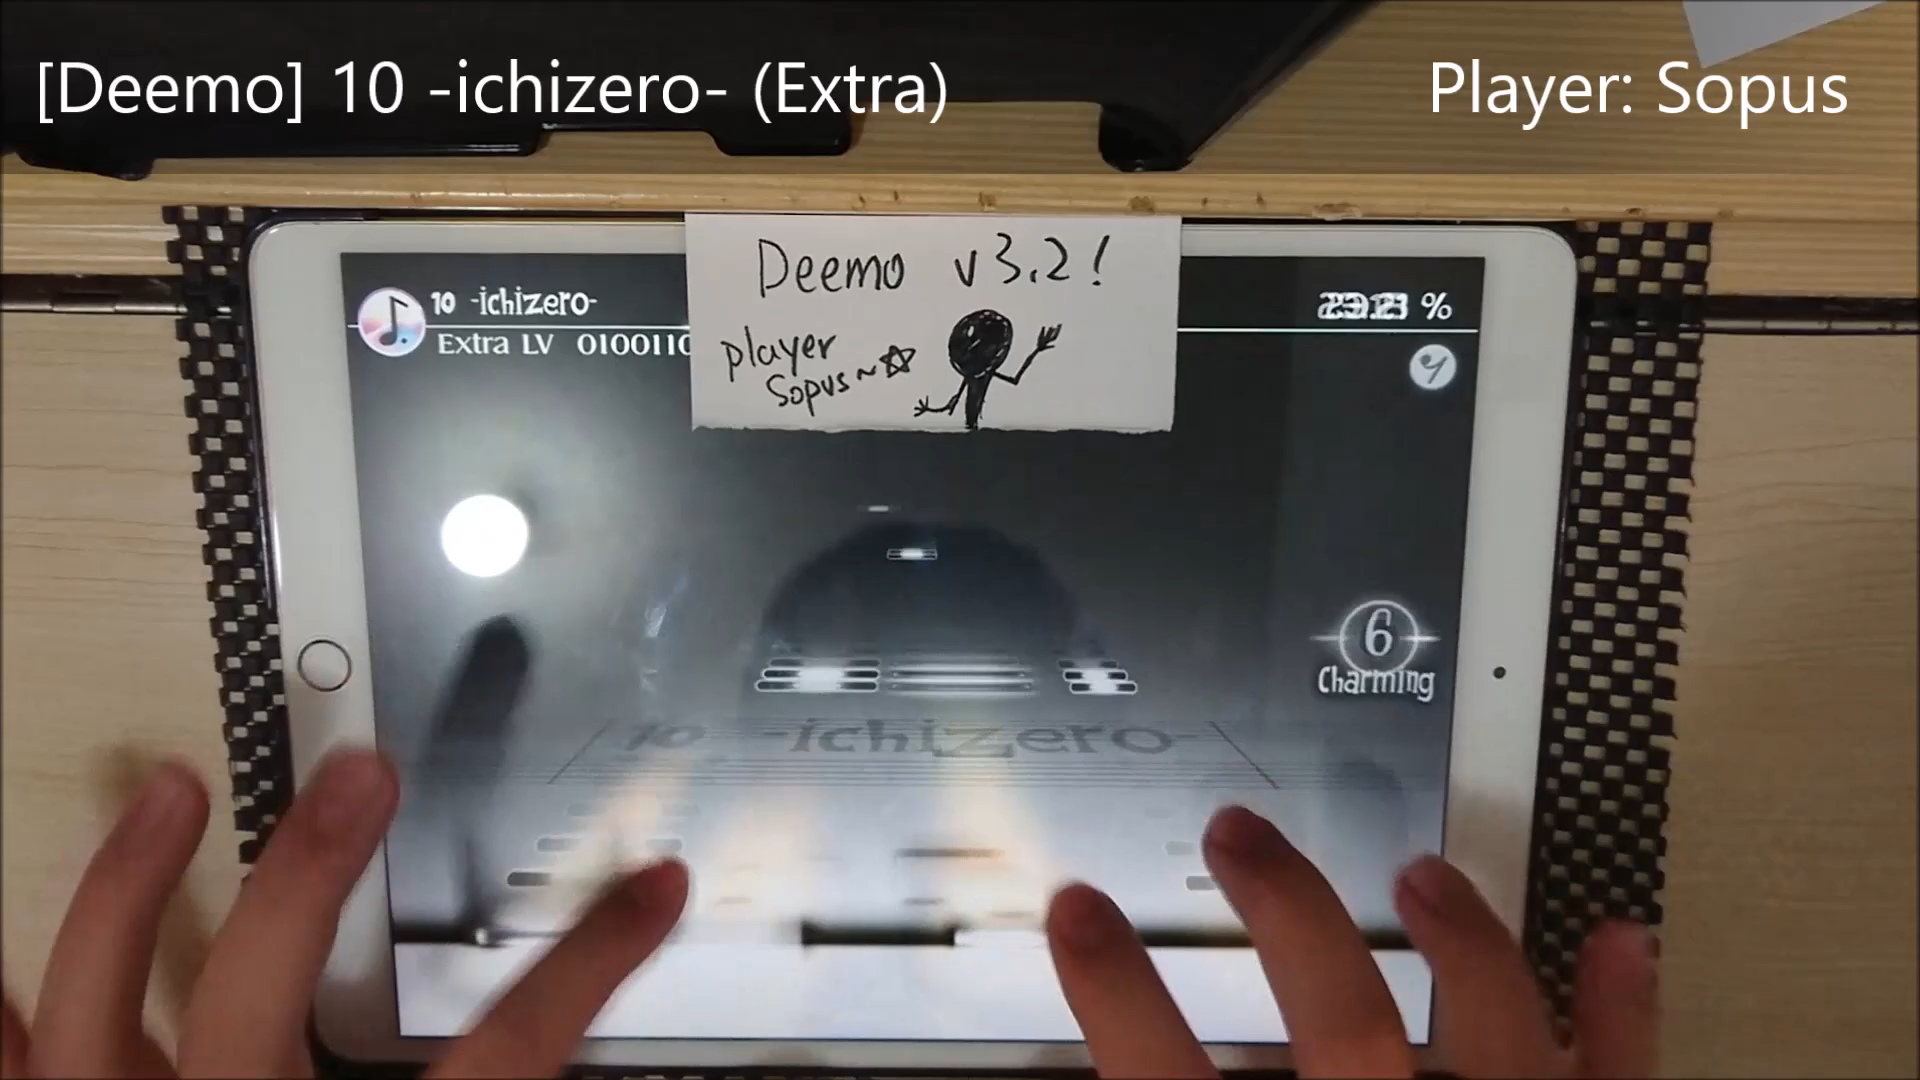 [Deemo] 10 -ichizero- (Extra)
Player: Sopus
Deemo v3.2!
player
Sopus~☆
10 -ichizero-
Extra LV 010011
%
6
Charming
10 -ichizero-